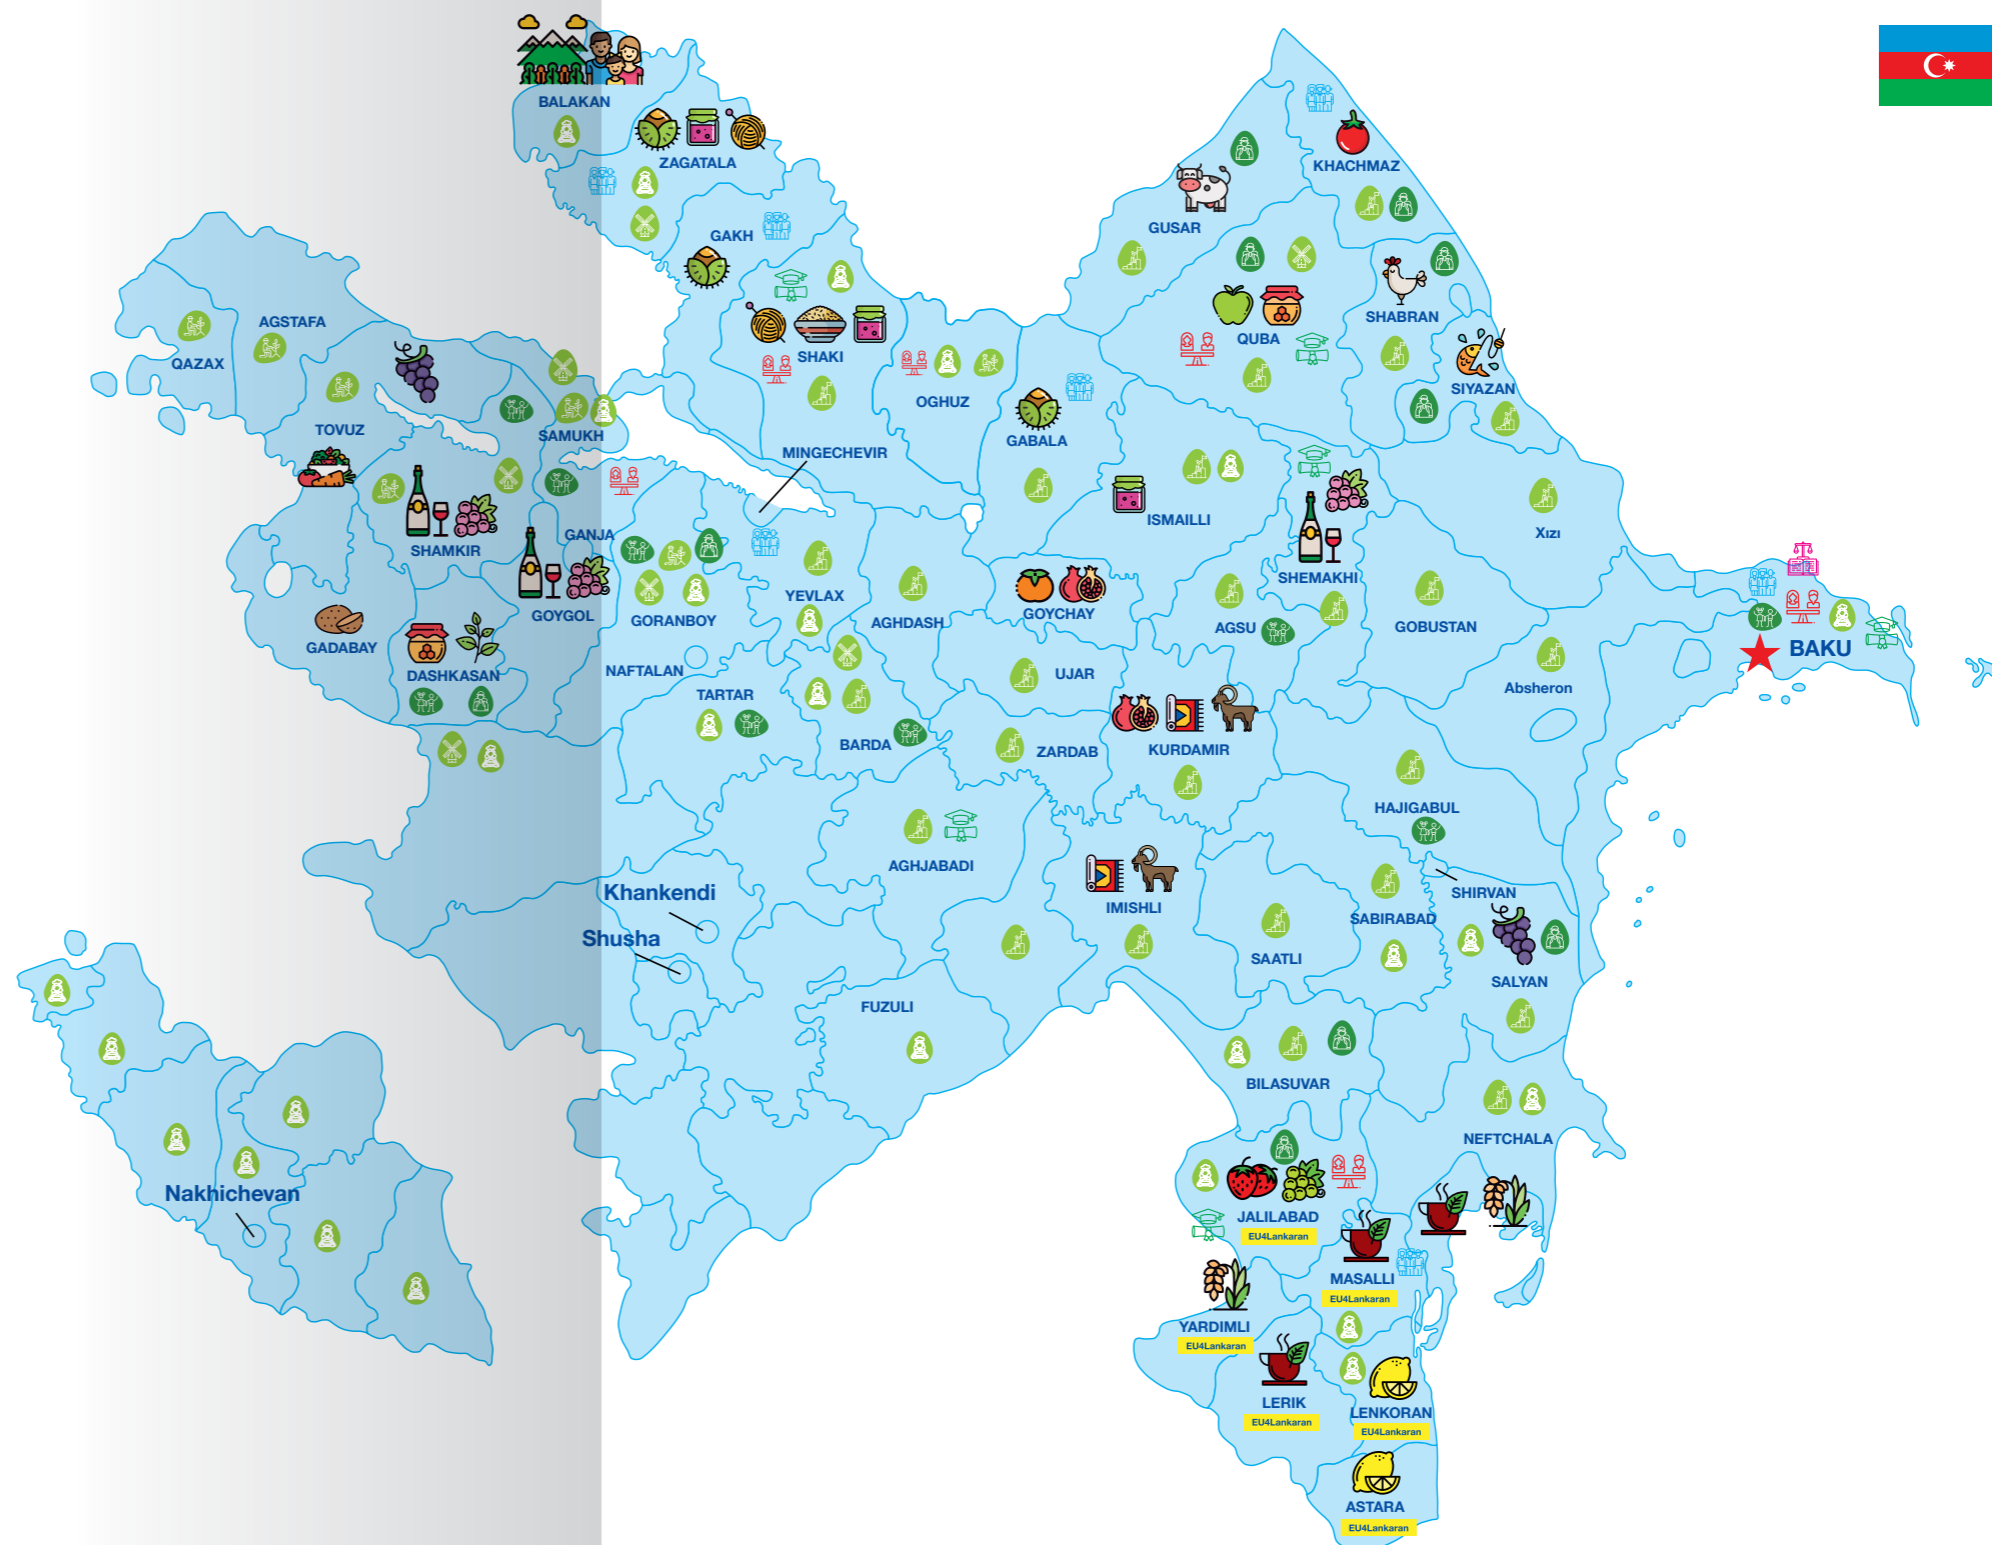 BALAKAN
ZAGATALA
KHACHMAZ
GUSAR
GAKH
AGSTAFA
QAZAX
SHABRAN
QUBA
SHAKI
SIYAZAN
OGHUZ
TOVUZ
SAMUKH
GABALA
MINGECHEVIR
ISMAILLI
GANJA
Xızı
SHAMKIR
SHEMAKHI
YEVLAX
GOYGOL
GORANBOY
AGHDASH
GOYCHAY
AGSU
GOBUSTAN
BAKU
GADABAY
DASHKASAN
NAFTALAN
UJAR
Absheron
TARTAR
BARDA
ZARDAB
KURDAMIR
HAJIGABUL
AGHJABADI
Khankendi
SHIRVAN
IMISHLI
SABIRABAD
Shusha
SAATLI
SALYAN
FUZULI
BILASUVAR
NEFTCHALA
Nakhichevan
JALILABAD
EU4Lankaran
MASALLI
EU4Lankaran
YARDIMLI
EU4Lankaran
LERIK
EU4Lankaran
LENKORAN
EU4Lankaran
ASTARA
EU4Lankaran